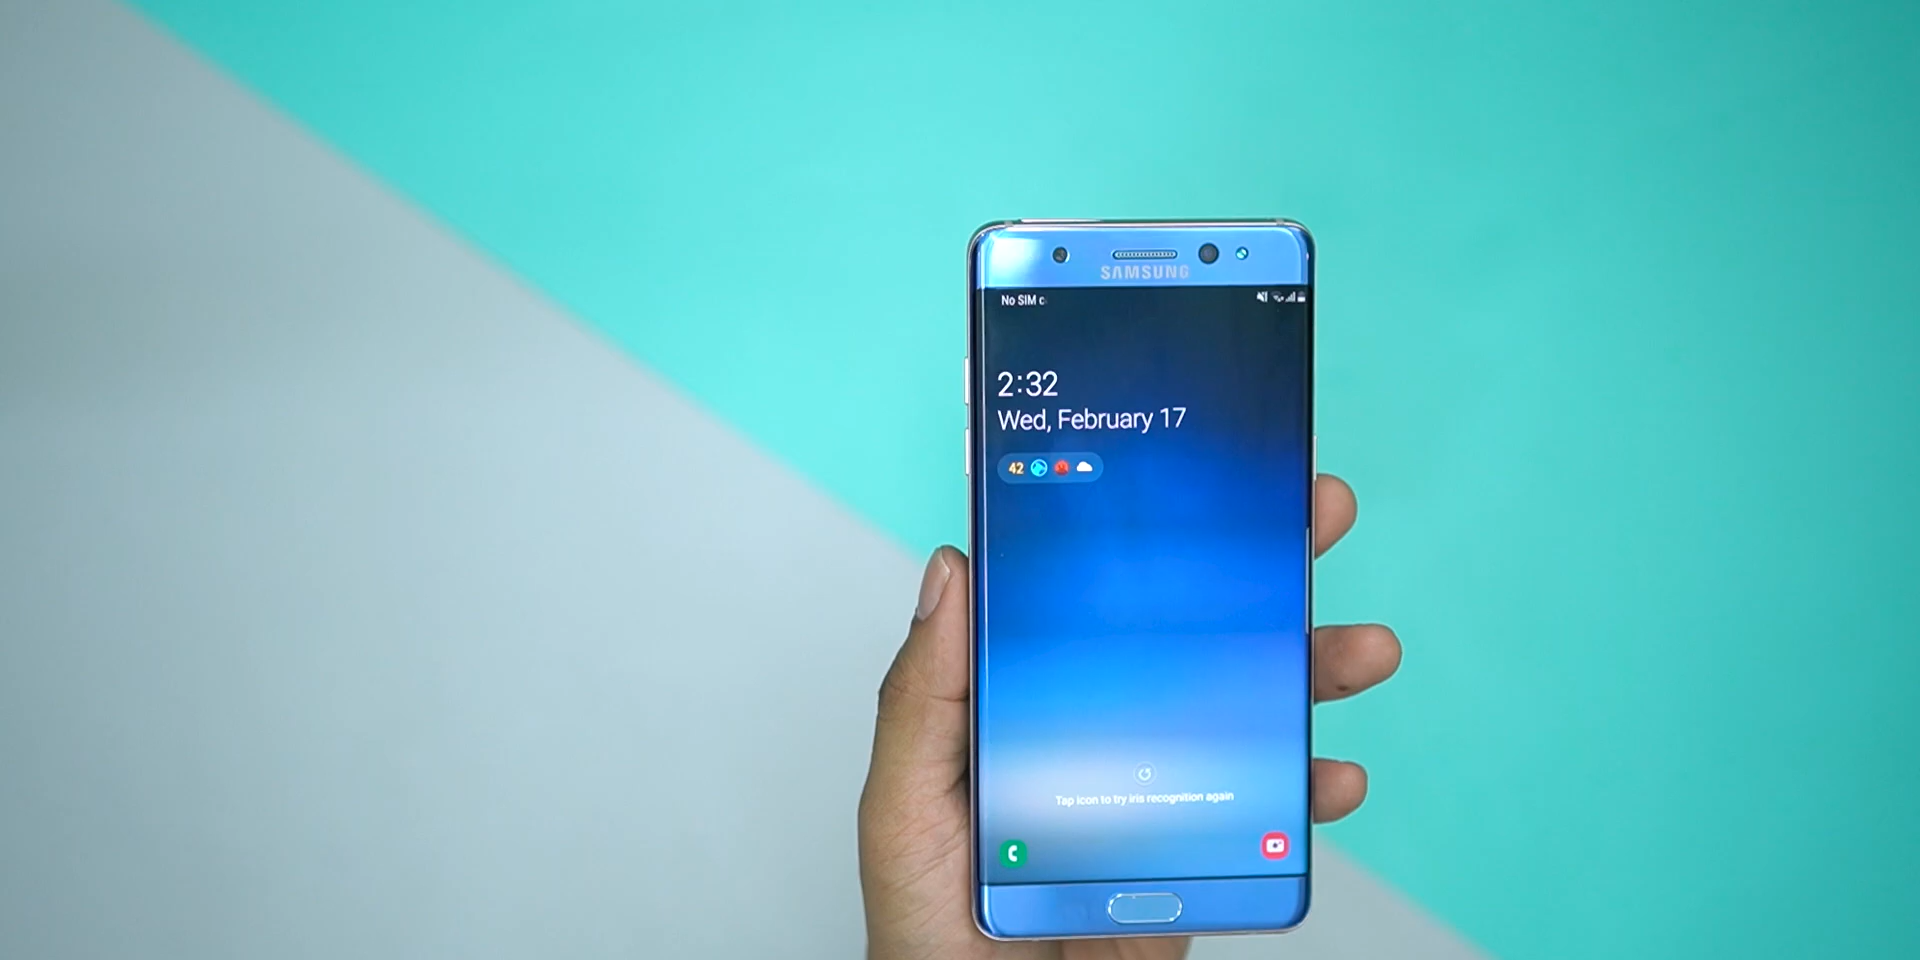 SAMSUNG
No SIM c
2:32
Wed, February 17
42
Tap icon to try iris recognition again